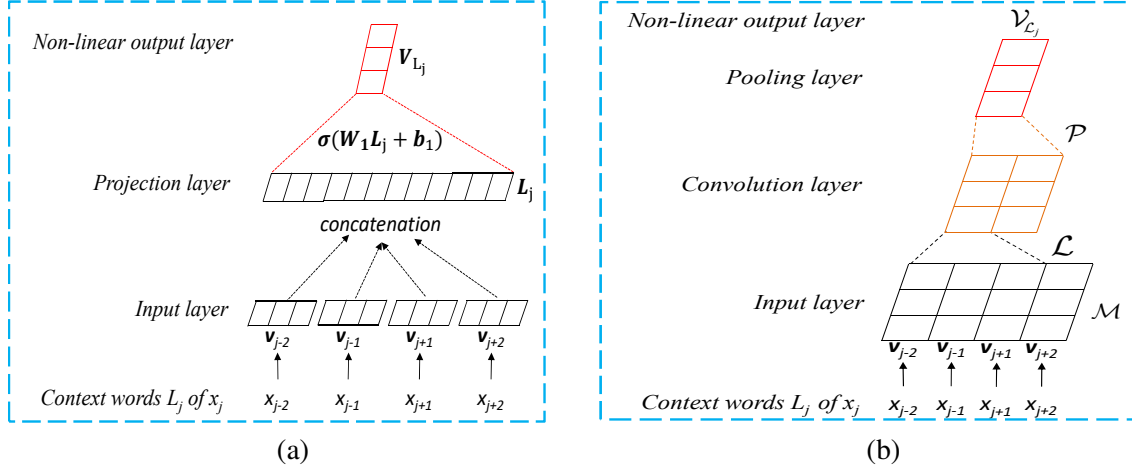 Non-linear output layer
V_{L_j}
σ(W_1 L_j + b_1)
Projection layer
L_j
concatenation
Input layer
v_{j-2} v_{j-1} v_{j+1} v_{j+2}
Context words L_j of x_j x_{j-2} x_{j-1} x_{j+1} x_{j+2}
(a)
Non-linear output layer
𝒱_{ℒ_j}
Pooling layer
𝒫
Convolution layer
ℒ
Input layer
ℳ
v_{j-2} v_{j-1} v_{j+1} v_{j+2}
Context words L_j of x_j x_{j-2} x_{j-1} x_{j+1} x_{j+2}
(b)